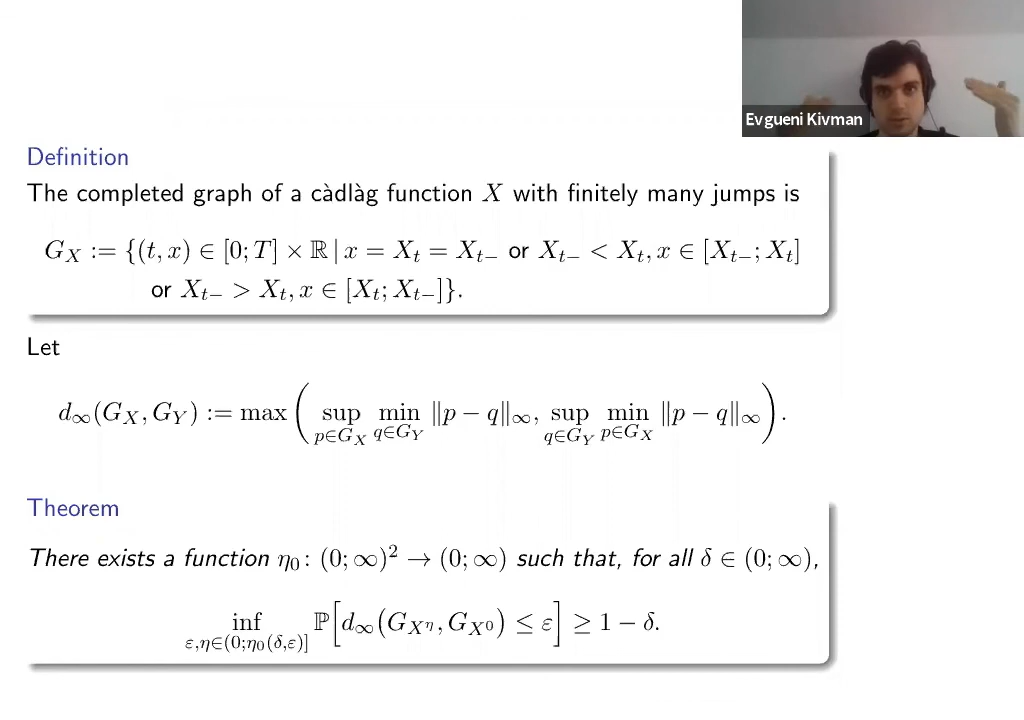 Evgueni Kivman
Definition
The completed graph of a càdlàg function X with finitely many jumps is
G_X := {(t, x) ∈ [0; T] × ℝ | x = X_t = X_{t−} or X_{t−} < X_t, x ∈ [X_{t−}; X_t]
or X_{t−} > X_t, x ∈ [X_t; X_{t−}]}.
Let
d_∞(G_X, G_Y) := max ( sup_{p∈G_X} min_{q∈G_Y} ‖p − q‖_∞, sup_{q∈G_Y} min_{p∈G_X} ‖p − q‖_∞ ).
Theorem
There exists a function η_0 : (0; ∞)² → (0; ∞) such that, for all δ ∈ (0; ∞),
inf_{ε,η∈(0;η_0(δ,ε)]} ℙ[d_∞(G_{X^η}, G_{X^0}) ≤ ε] ≥ 1 − δ.